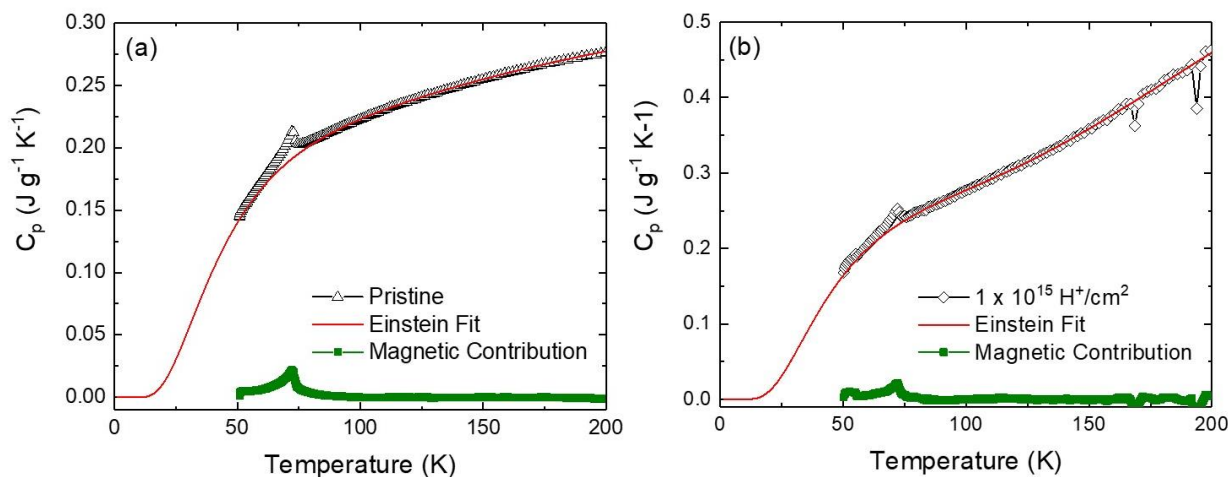 (a)
0.30
0.25
0.20
0.15
0.10
0.05
0.00
Cp (J g⁻¹ K⁻¹)
Pristine
Einstein Fit
Magnetic Contribution
0 50 100 150 200
Temperature (K)
(b)
0.5
0.4
0.3
0.2
0.1
0.0
Cp (J g⁻¹ K-1)
1 x 10¹⁵ H⁺/cm²
Einstein Fit
Magnetic Contribution
0 50 100 150 200
Temperature (K)